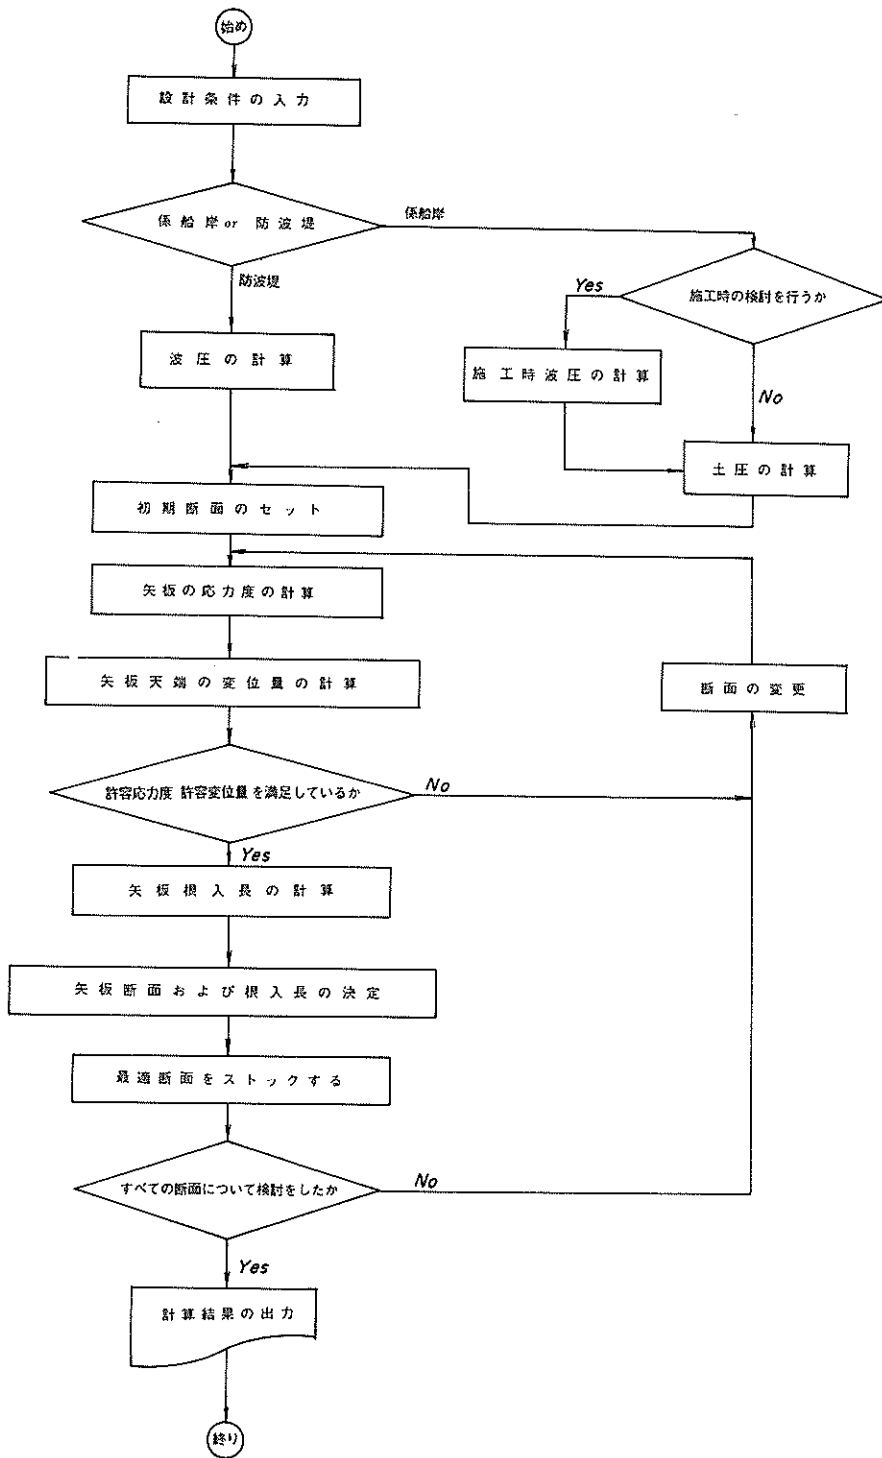 始め
設計条件の入力
係船岸or 防波堤
係船岸
防波堤
施工時の検討を行うか
Yes
波圧の計算
施工時波圧の計算
No
土圧の計算
初期断面のセット
矢板の応力度の計算
矢板天端の変位量の計算
断面の変更
許容応力度 許容変位量を満足しているか
No
Yes
矢板根入長の計算
矢板断面および根入長の決定
最適断面をストックする
すべての断面について検討をしたか
No
Yes
計算結果の出力
終り